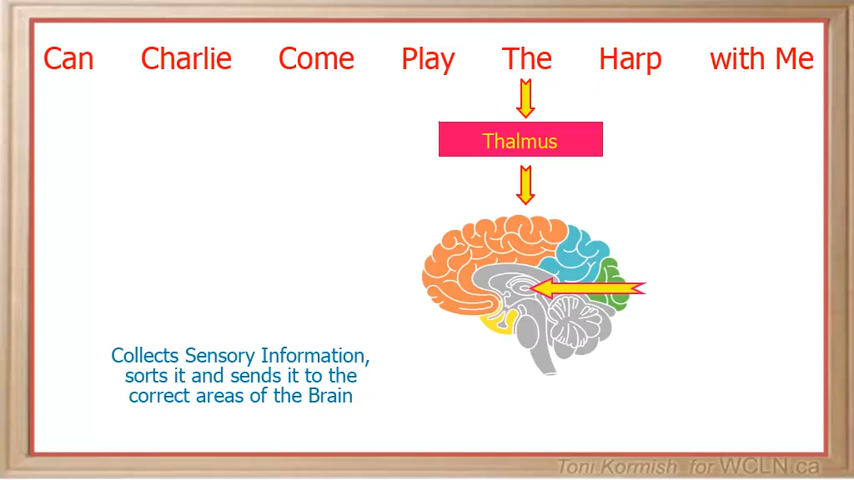 Can Charlie Come Play The Harp with Me
Thalmus
Collects Sensory Information,
sorts it and sends it to the
correct areas of the Brain
Toni Kormish for WCLN.ca